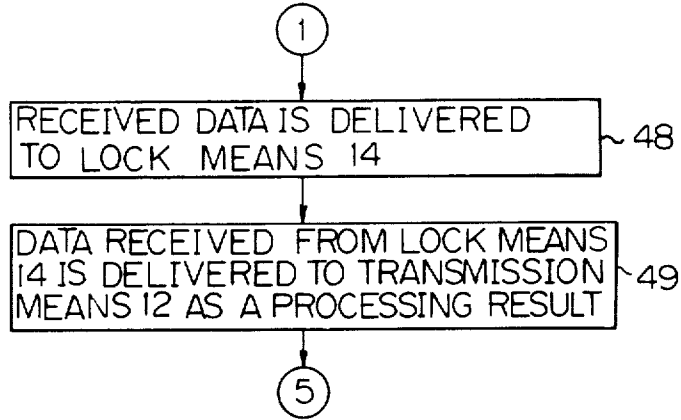 1
RECEIVED DATA IS DELIVERED
TO LOCK MEANS 14
48
DATA RECEIVED FROM LOCK MEANS
14 IS DELIVERED TO TRANSMISSION
MEANS 12 AS A PROCESSING RESULT
49
5